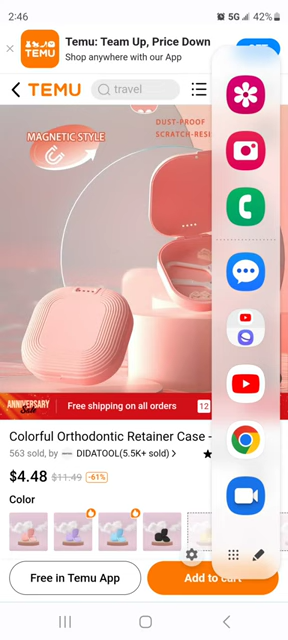 2:46
5G 42%
Temu: Team Up, Price Down
Shop anywhere with our App
TEMU
travel
MAGNETIC STYLE
DUST-PROOF
SCRATCH-RESI
ANNIVERSARY
Sale
Free shipping on all orders
12
Colorful Orthodontic Retainer Case -
563 sold, by
DIDATOOL(5.5K+ sold)
$4.48 $11.49 -61%
Color
Free in Temu App
Add to cart